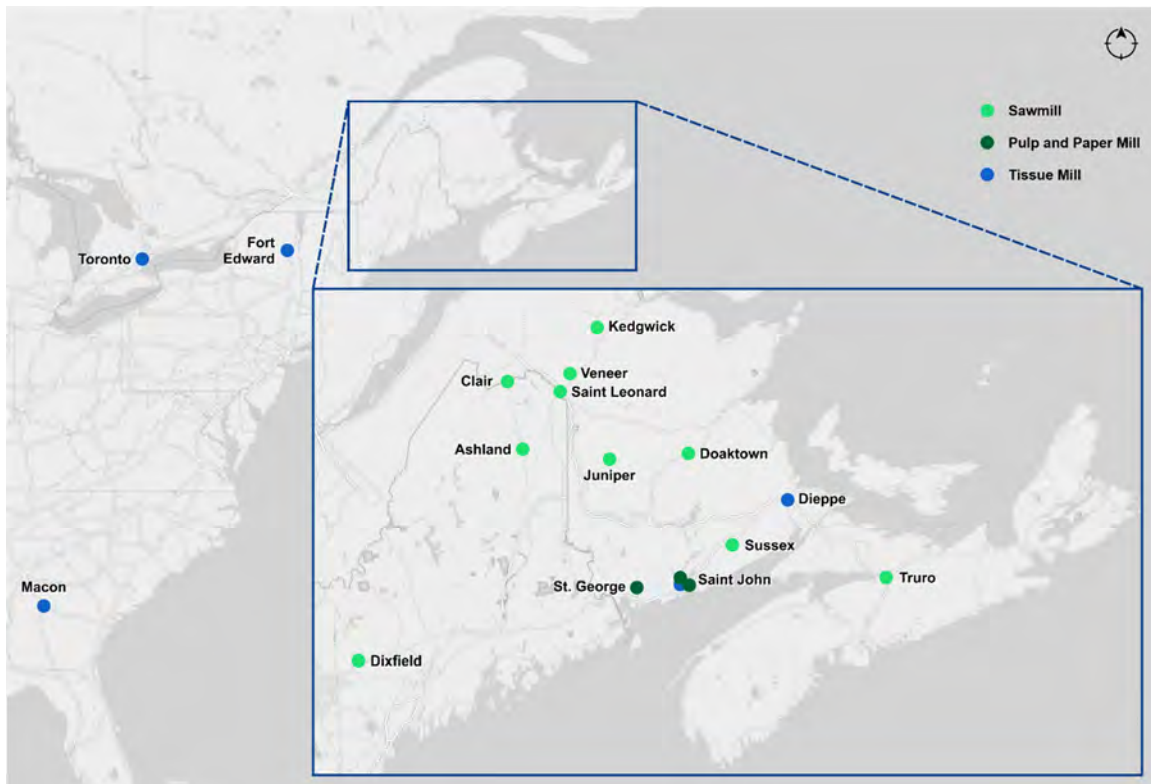 Sawmill
Pulp and Paper Mill
Tissue Mill
Toronto
Fort
Edward
Macon
Kedgwick
Veneer
Clair
Saint Leonard
Ashland
Juniper
Doaktown
Dieppe
Sussex
St. George
Saint John
Truro
Dixfield